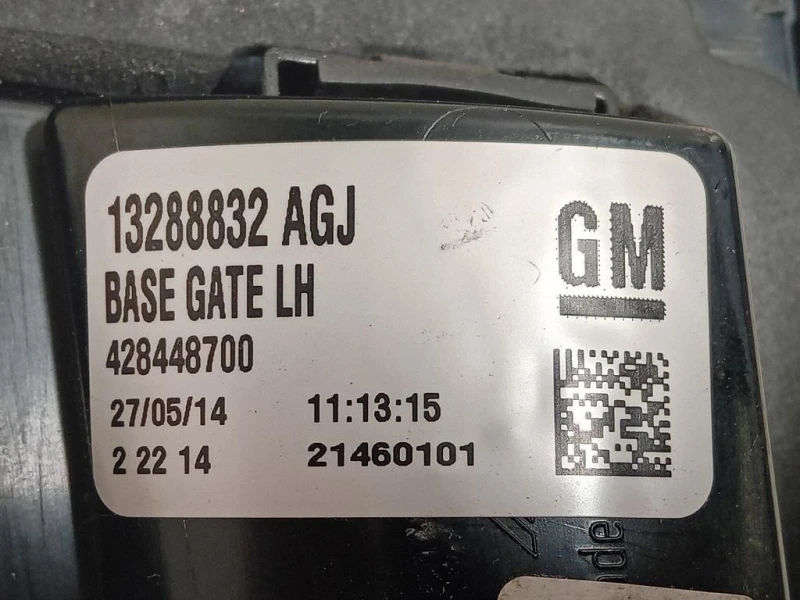 13288832 AGJ
GM
BASE GATE LH
428448700
27/05/14 11:13:15
2 22 14 21460101